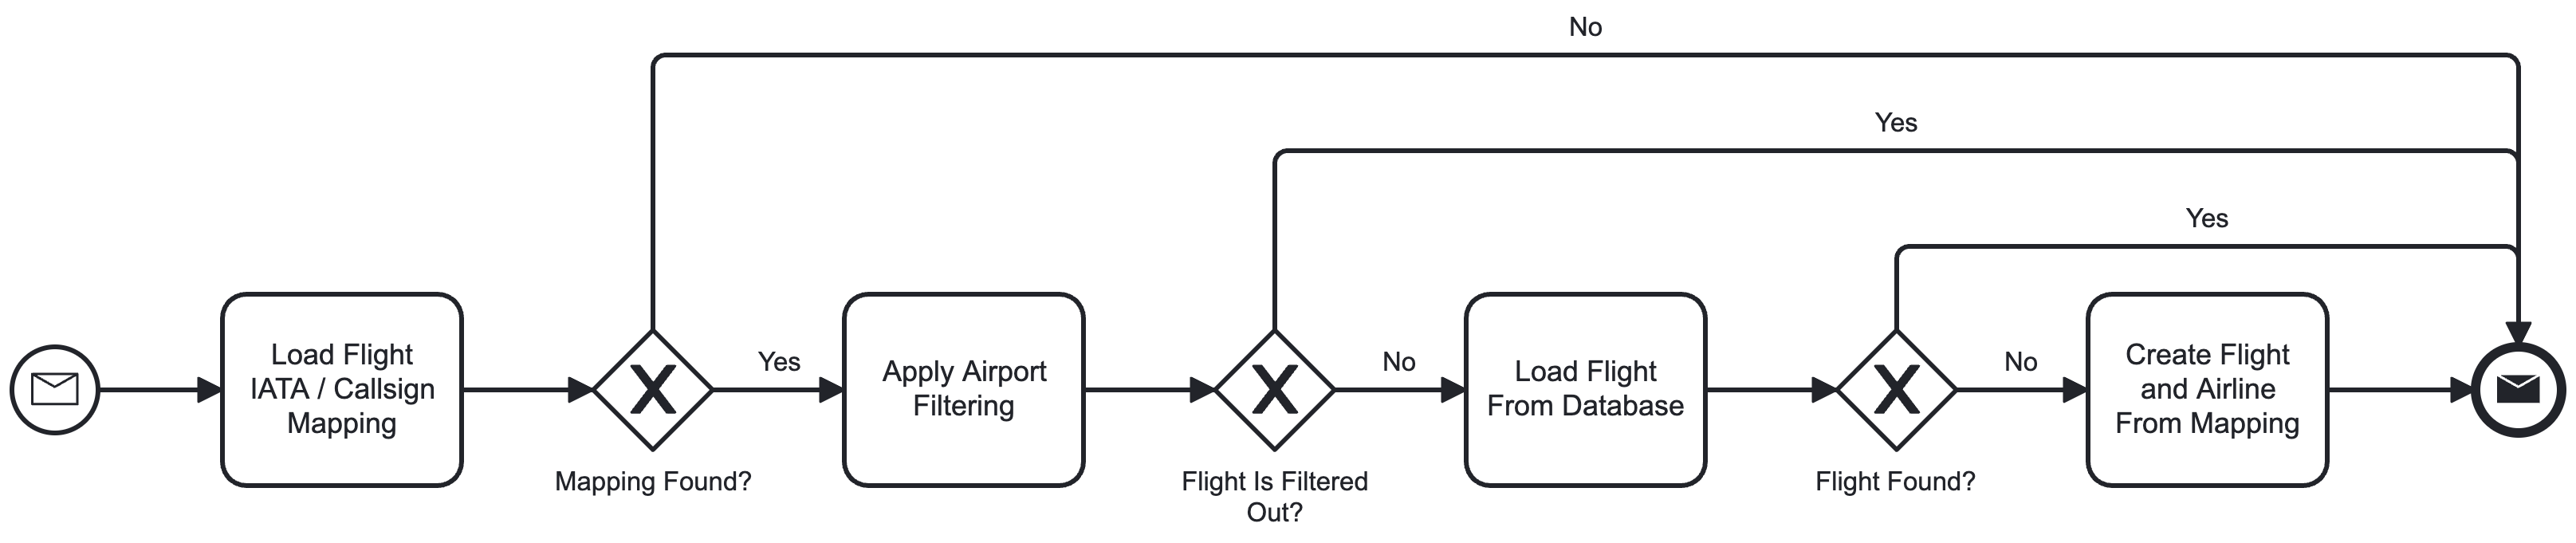 No
Yes
Yes
Load Flight
IATA / Callsign
Mapping
Mapping Found?
Yes
Apply Airport
Filtering
Flight Is Filtered
Out?
No
Load Flight
From Database
Flight Found?
No
Create Flight
and Airline
From Mapping